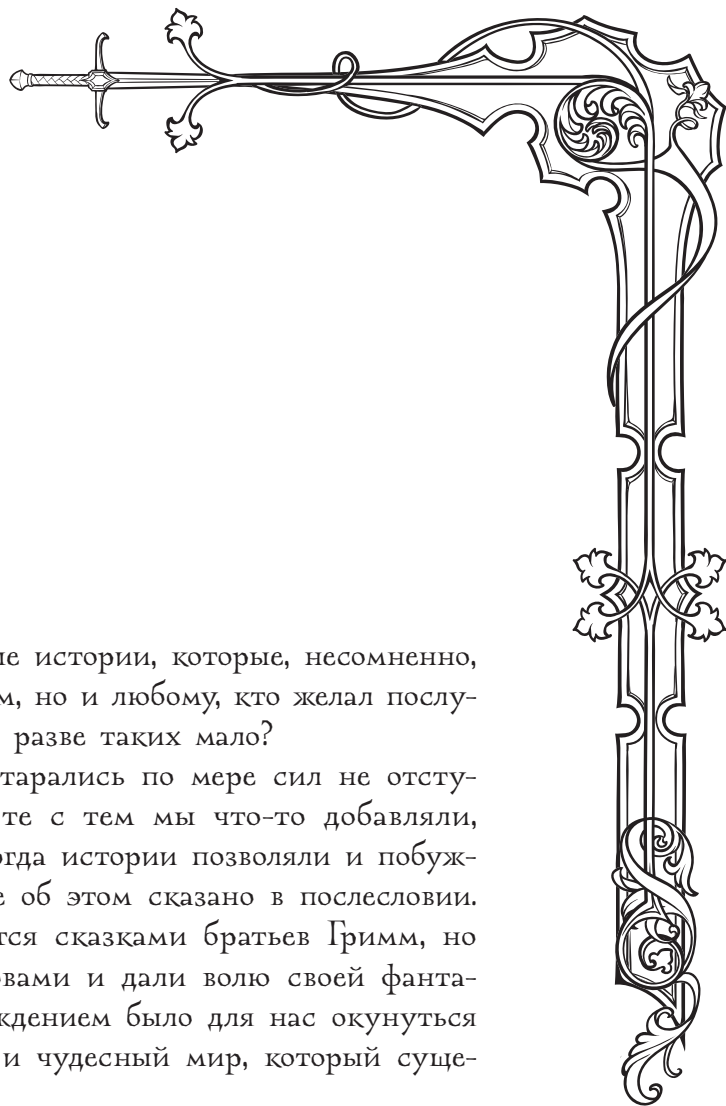 ие истории, которые, несомненно,
м, но и любому, кто желал послу-
разве таких мало?
тарались по мере сил не отсту-
те с тем мы что-то добавляли,
огда истории позволяли и побуж-
е об этом сказано в послесловии.
тся сказками братьев Гримм, но
овами и дали волю своей фанта-
ждением было для нас окунуться
и чудесный мир, который суще-